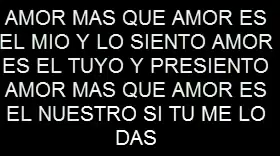 AMOR MAS QUE AMOR ES
EL MIO Y LO SIENTO AMOR
ES EL TUYO Y PRESIENTO
AMOR MAS QUE AMOR ES
EL NUESTRO SI TU ME LO
DAS